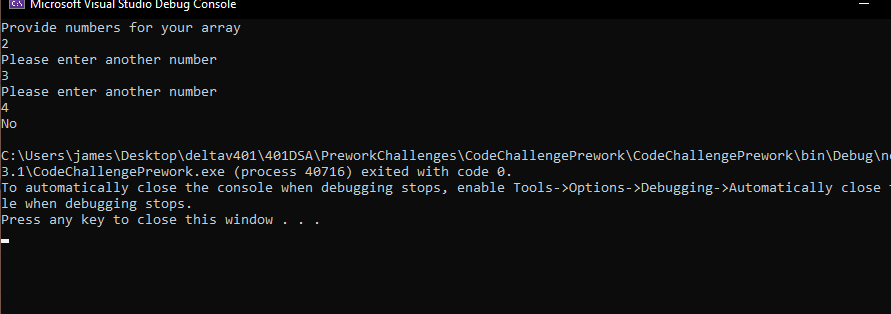 Microsoft Visual Studio Debug Console
Provide numbers for your array
2
Please enter another number
3
Please enter another number
4
No
C:\Users\james\Desktop\deltav401\401DSA\PreworkChallenges\CodeChallengePrework\CodeChallengePrework\bin\Debug\ne
3.1\CodeChallengePrework.exe (process 40716) exited with code 0.
To automatically close the console when debugging stops, enable Tools->Options->Debugging->Automatically close
le when debugging stops.
Press any key to close this window . . .